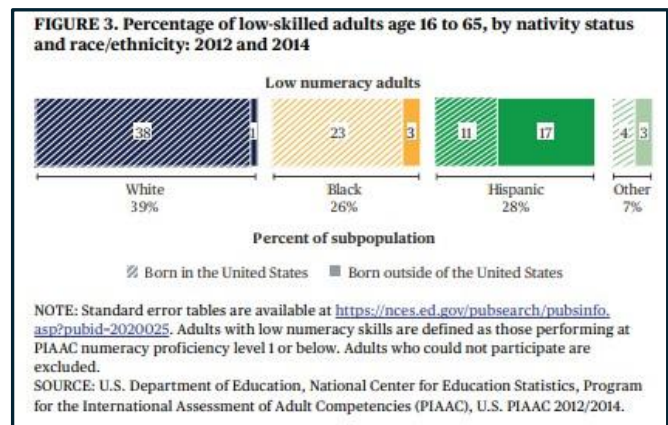 FIGURE 3. Percentage of low-skilled adults age 16 to 65, by nativity status
and race/ethnicity: 2012 and 2014
Low numeracy adults
38 1 23 3 11 17 4 3
White Black Hispanic Other
39% 26% 28% 7%
Percent of subpopulation
Born in the United States Born outside of the United States
NOTE: Standard error tables are available at https://nces.ed.gov/pubsearch/pubsinfo.
asp?pubid=2020025. Adults with low numeracy skills are defined as those performing at
PIAAC numeracy proficiency level 1 or below. Adults who could not participate are
excluded.
SOURCE: U.S. Department of Education, National Center for Education Statistics, Program
for the International Assessment of Adult Competencies (PIAAC), U.S. PIAAC 2012/2014.